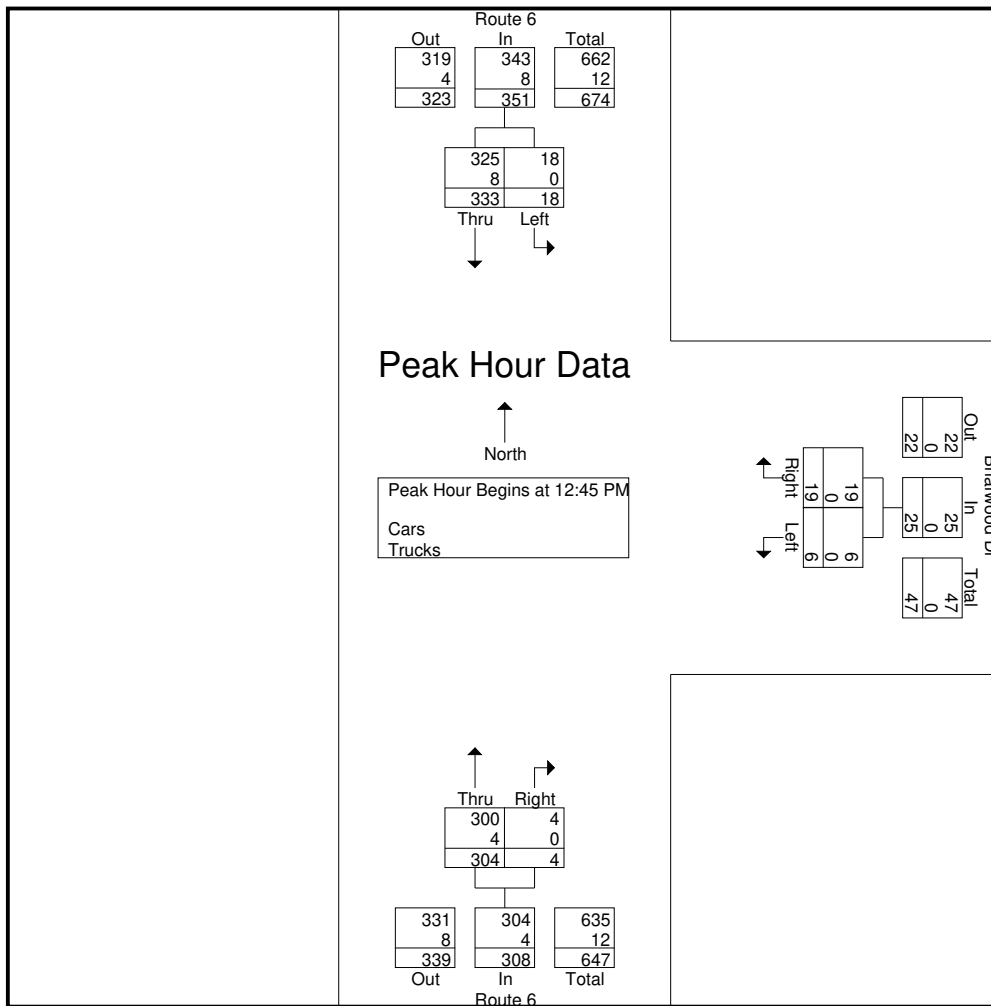 Route 6
Out In Total
319 343 662
4 8 12
323 351 674
325 18
8 0
333 18
Thru Left
Peak Hour Data
North
Peak Hour Begins at 12:45 PM
Cars
Trucks
Right Left
19 6
0 0
19 6
Out In Total
22 25 47
0 0 0
22 25 47
Thru Right
300 4
4 0
304 4
331 304 635
8 4 12
339 308 647
Out In Total
Route 6